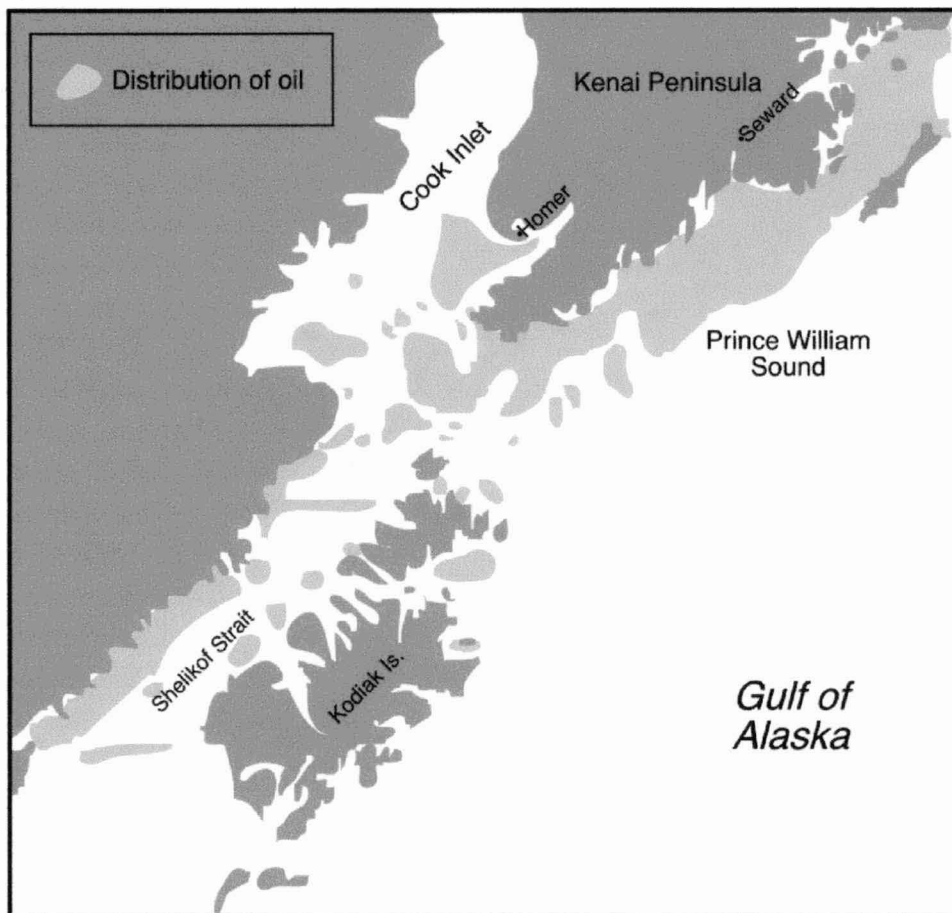 Distribution of oil
Kenai Peninsula
Seward
Cook Inlet
Homer
Prince William
Sound
Shelikof Strait
Kodiak Is.
Gulf of
Alaska